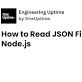 Engineering Uptime
by OneUptime.
How to Read JSON Fi
Node.js